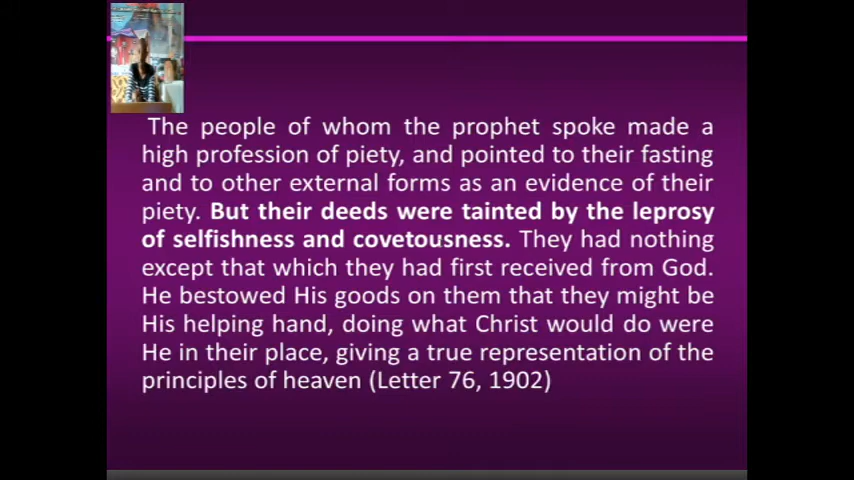 The people of whom the prophet spoke made a
high profession of piety, and pointed to their fasting
and to other external forms as an evidence of their
piety. But their deeds were tainted by the leprosy
of selfishness and covetousness. They had nothing
except that which they had first received from God.
He bestowed His goods on them that they might be
His helping hand, doing what Christ would do were
He in their place, giving a true representation of the
principles of heaven (Letter 76, 1902)